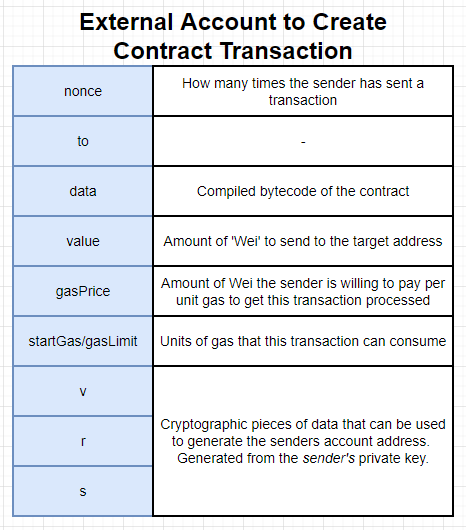 External Account to Create
Contract Transaction
nonce
How many times the sender has sent a
transaction
to
-
data
Compiled bytecode of the contract
value
Amount of 'Wei' to send to the target address
gasPrice
Amount of Wei the sender is willing to pay per
unit gas to get this transaction processed
startGas/gasLimit
Units of gas that this transaction can consume
v
r
s
Cryptographic pieces of data that can be used
to generate the senders account address.
Generated from the sender's private key.